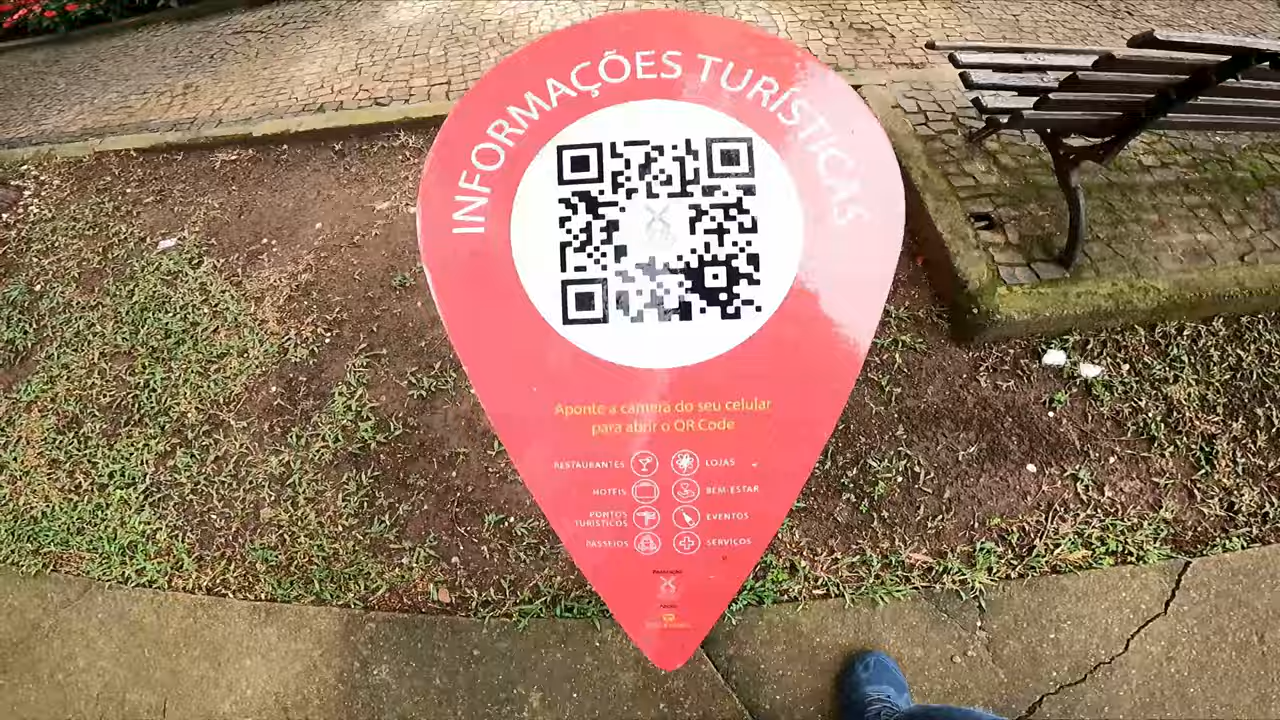 INFORMAÇÕES TURÍSTICAS
Aponte a câmera do seu celular
para abrir o QR Code
RESTAURANTES
LOJAS
HOTÉIS
BEM-ESTAR
PONTOS
TURÍSTICOS
EVENTOS
PASSEIOS
SERVIÇOS